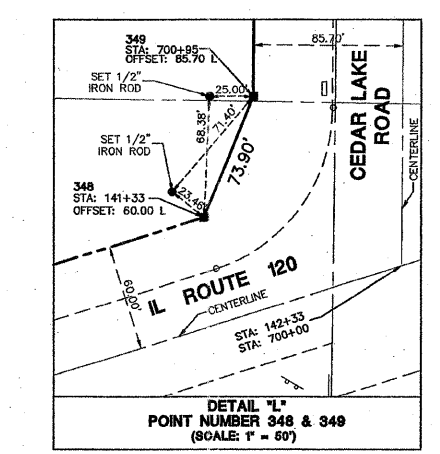 349
STA: 700+95
OFFSET: 85.70 L
85.70'
SET 1/2"
IRON ROD
25.00'
71.40'
68.38'
73.90'
CEDAR LAKE
ROAD
CENTERLINE
SET 1/2"
IRON ROD
348
STA: 141+33
OFFSET: 60.00 L
23.46'
60.00'
IL ROUTE 120
CENTERLINE
STA: 142+33
STA: 700+00
DETAIL "L"
POINT NUMBER 348 & 349
(SCALE: 1" = 50')